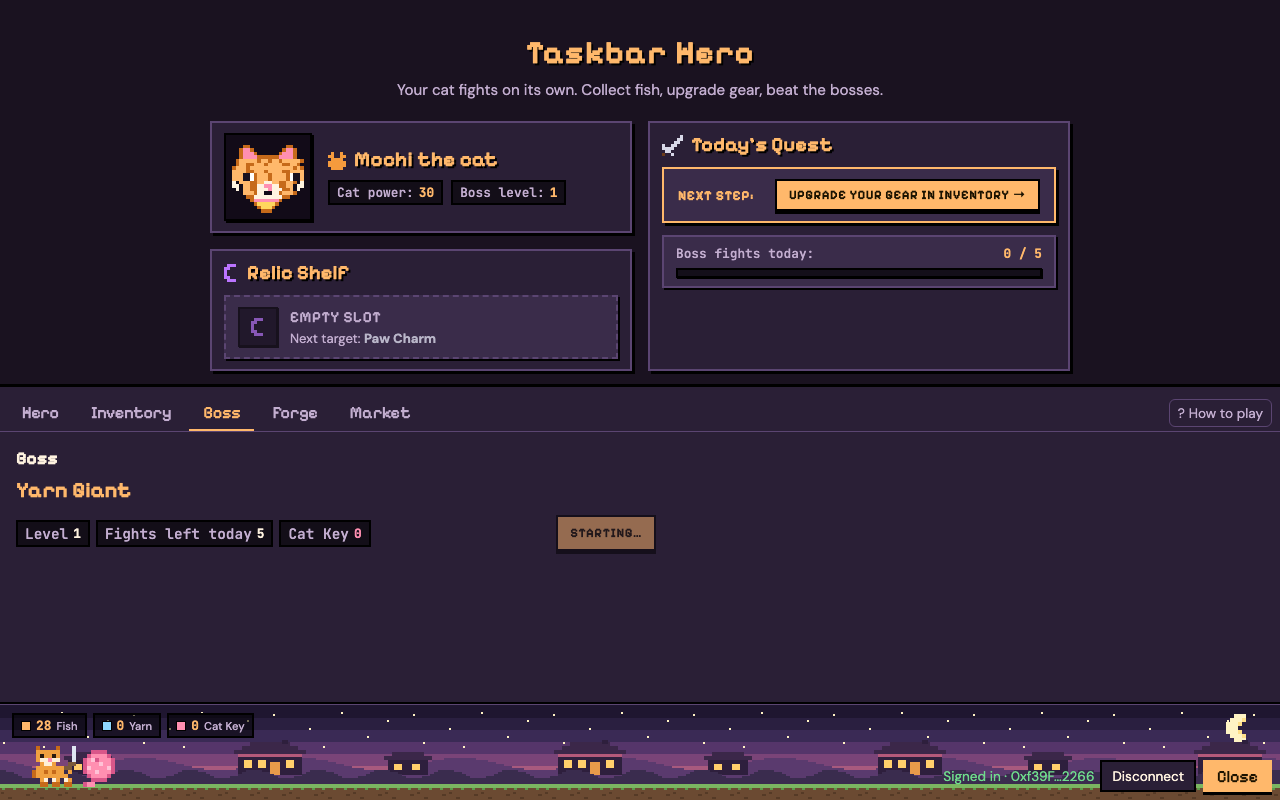 Taskbar Hero
Your cat fights on its own. Collect fish, upgrade gear, beat the bosses.
Mochi the cat
Cat power: 30
Boss level: 1
Relic Shelf
EMPTY SLOT
Next target: Paw Charm
Today's Quest
NEXT STEP:
UPGRADE YOUR GEAR IN INVENTORY →
Boss fights today: 0 / 5
Hero Inventory Boss Forge Market
? How to play
Boss
Yarn Giant
Level 1
Fights left today 5
Cat Key 0
STARTING…
28 Fish
0 Yarn
0 Cat Key
Signed in · 0xf39F…2266
Disconnect
Close